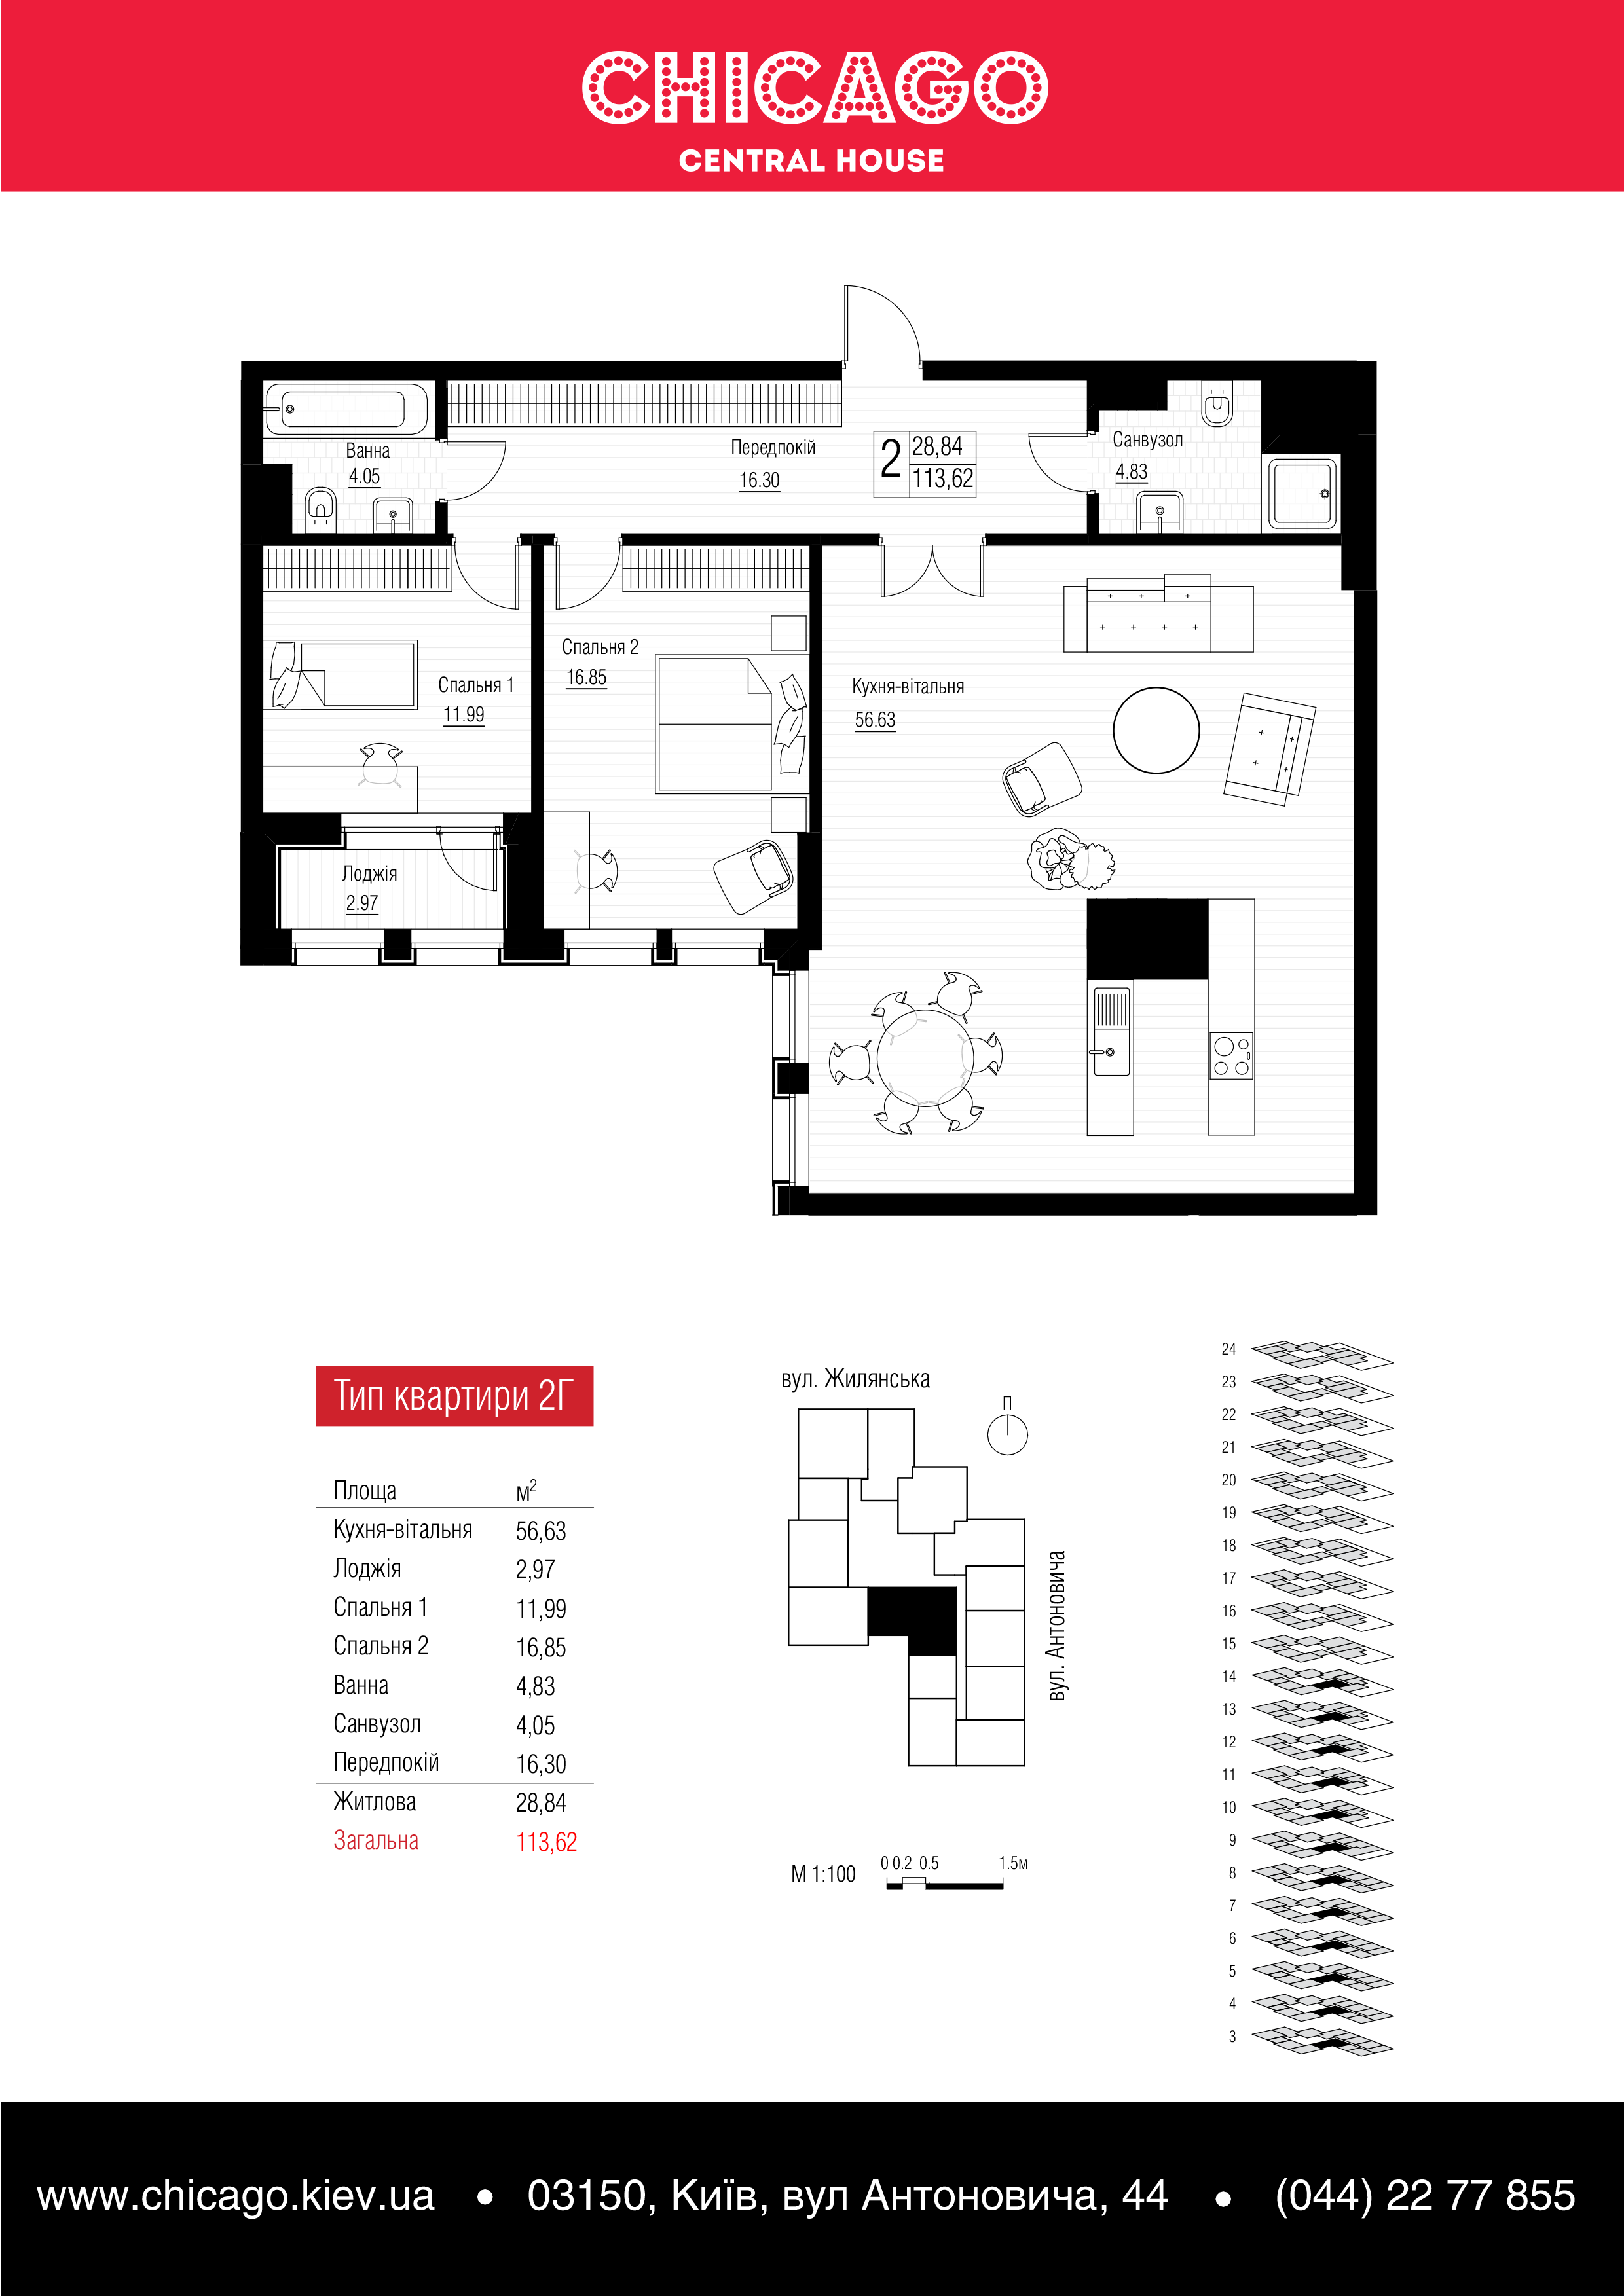 CHICAGO
CENTRAL HOUSE
Ванна
4.05
Передпокій
16.30
2
28,84
113,62
Санвузол
4.83
Спальня 1
11.99
Спальня 2
16.85
Кухня-вітальня
56.63
Лоджія
2.97
Тип квартири 2Г
Площа м²
Кухня-вітальня 56,63
Лоджія 2,97
Спальня 1 11,99
Спальня 2 16,85
Ванна 4,83
Санвузол 4,05
Передпокій 16,30
Житлова 28,84
Загальна 113,62
вул. Жилянська
П
вул. Антоновича
М 1:100
0 0.2 0.5 1.5м
24
23
22
21
20
19
18
17
16
15
14
13
12
11
10
9
8
7
6
5
4
3
www.chicago.kiev.ua • 03150, Київ, вул Антоновича, 44 • (044) 22 77 855